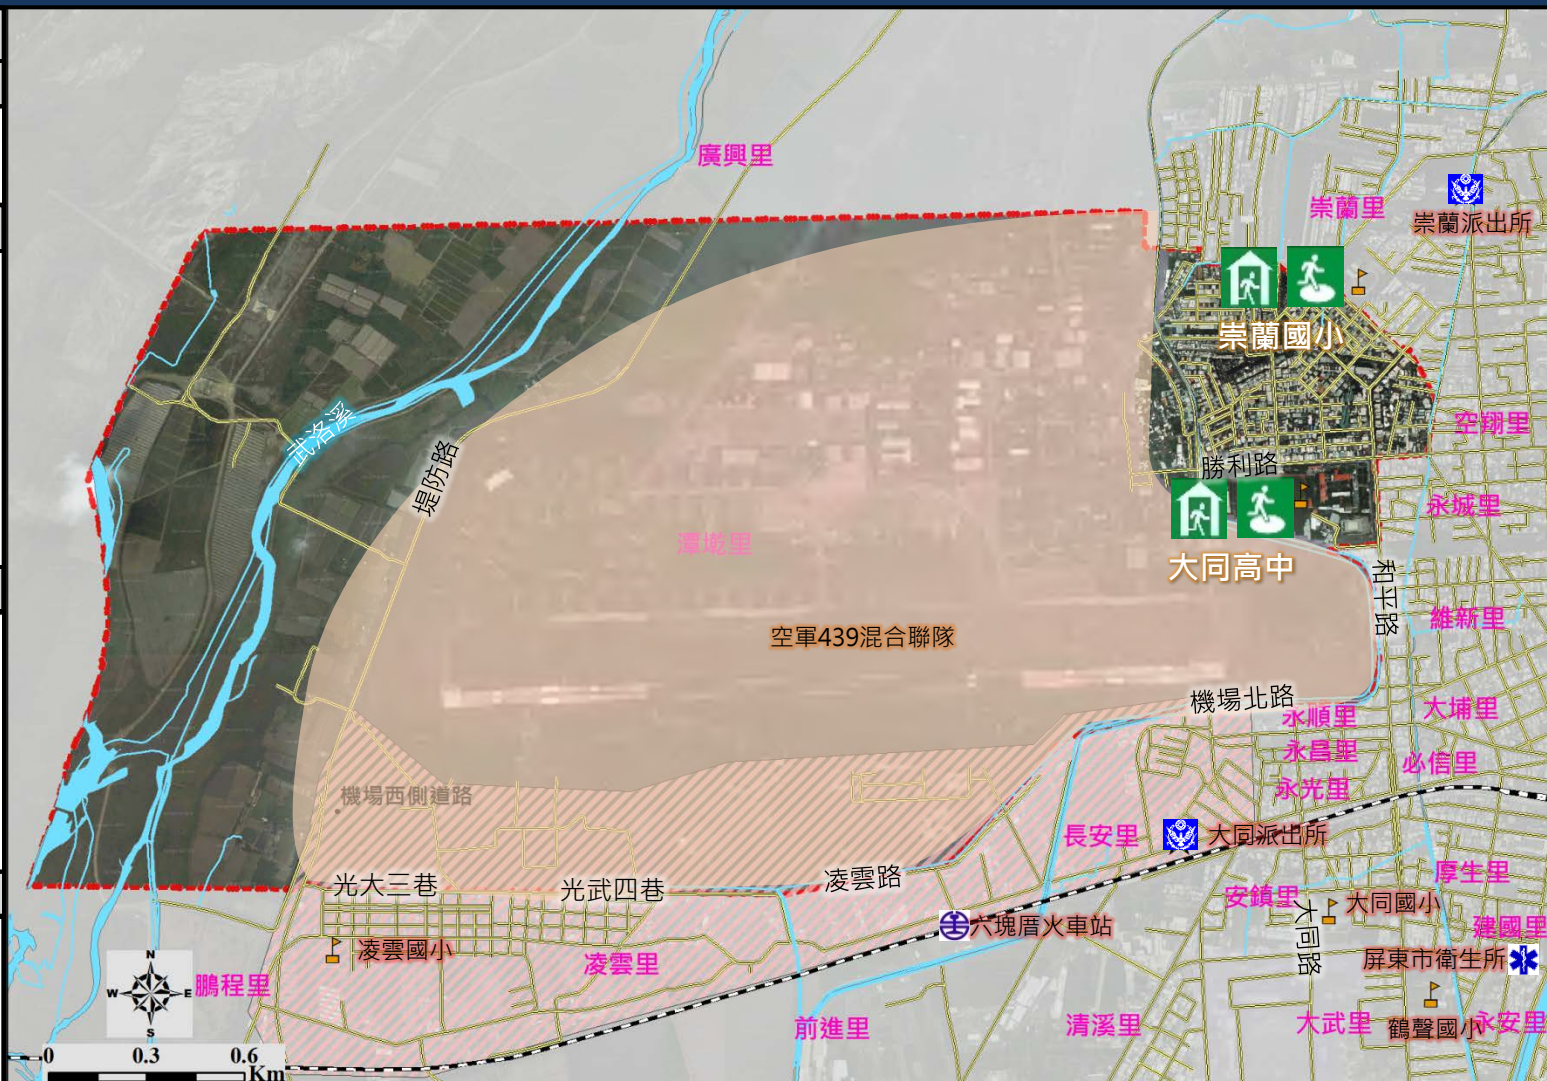 廣興里
崇蘭里
崇蘭派出所
崇蘭國小
武洛溪
堤防路
空翔里
勝利路
永城里
潭墘里
大同高中
和平路
維新里
空軍439混合聯隊
機場北路
永順里
大埔里
永昌里
必信里
永光里
機場西側道路
長安里
大同派出所
厚生里
凌雲路
光大三巷
光武四巷
安鎮里
大同國小
大同路
建國里
六塊厝火車站
凌雲國小
屏東市衛生所
凌雲里
鵬程里
N
W
E
S
前進里
清溪里
大武里
鶴聲國小
永安里
0 0.3 0.6
Km